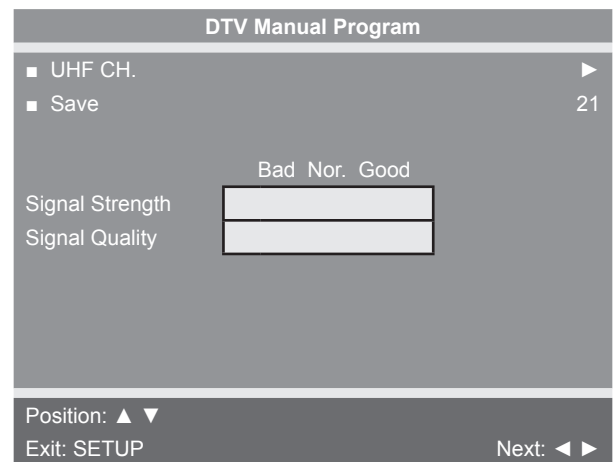 DTV Manual Program
■ UHF CH. ►
■ Save 21
Bad Nor. Good
Signal Strength
Signal Quality
Position: ▲ ▼
Exit: SETUP Next: ◄ ►